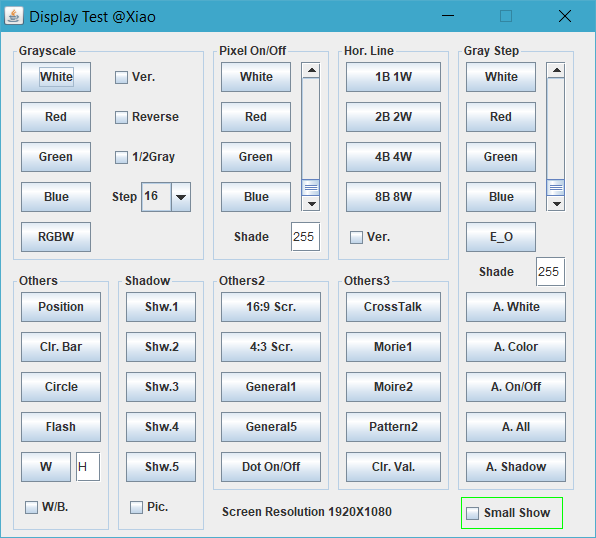 Display Test @Xiao
Grayscale
White
Ver.
Red
Reverse
Green
1/2Gray
Blue
Step 16
RGBW
Pixel On/Off
White
Red
Green
Blue
Shade 255
Hor. Line
1B 1W
2B 2W
4B 4W
8B 8W
Ver.
Gray Step
White
Red
Green
Blue
E_O
Shade 255
A. White
A. Color
A. On/Off
A. All
A. Shadow
Others
Position
Clr. Bar
Circle
Flash
W H
W/B.
Shadow
Shw.1
Shw.2
Shw.3
Shw.4
Shw.5
Pic.
Others2
16:9 Scr.
4:3 Scr.
General1
General5
Dot On/Off
Others3
CrossTalk
Morie1
Moire2
Pattern2
Clr. Val.
Screen Resolution 1920X1080
Small Show